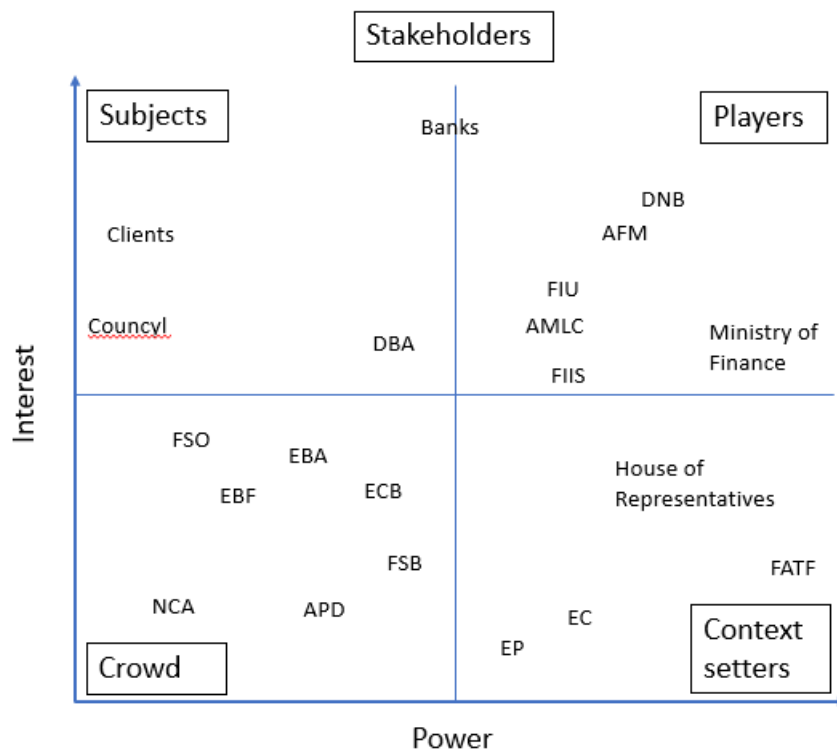 Stakeholders
Subjects
Players
Banks
DNB
Clients
AFM
FIU
Councyl
AMLC
Ministry of
Finance
DBA
FIIS
Interest
FSO
EBA
House of
Representatives
EBF
ECB
FSB
FATF
NCA
APD
EC
EP
Crowd
Context
setters
Power